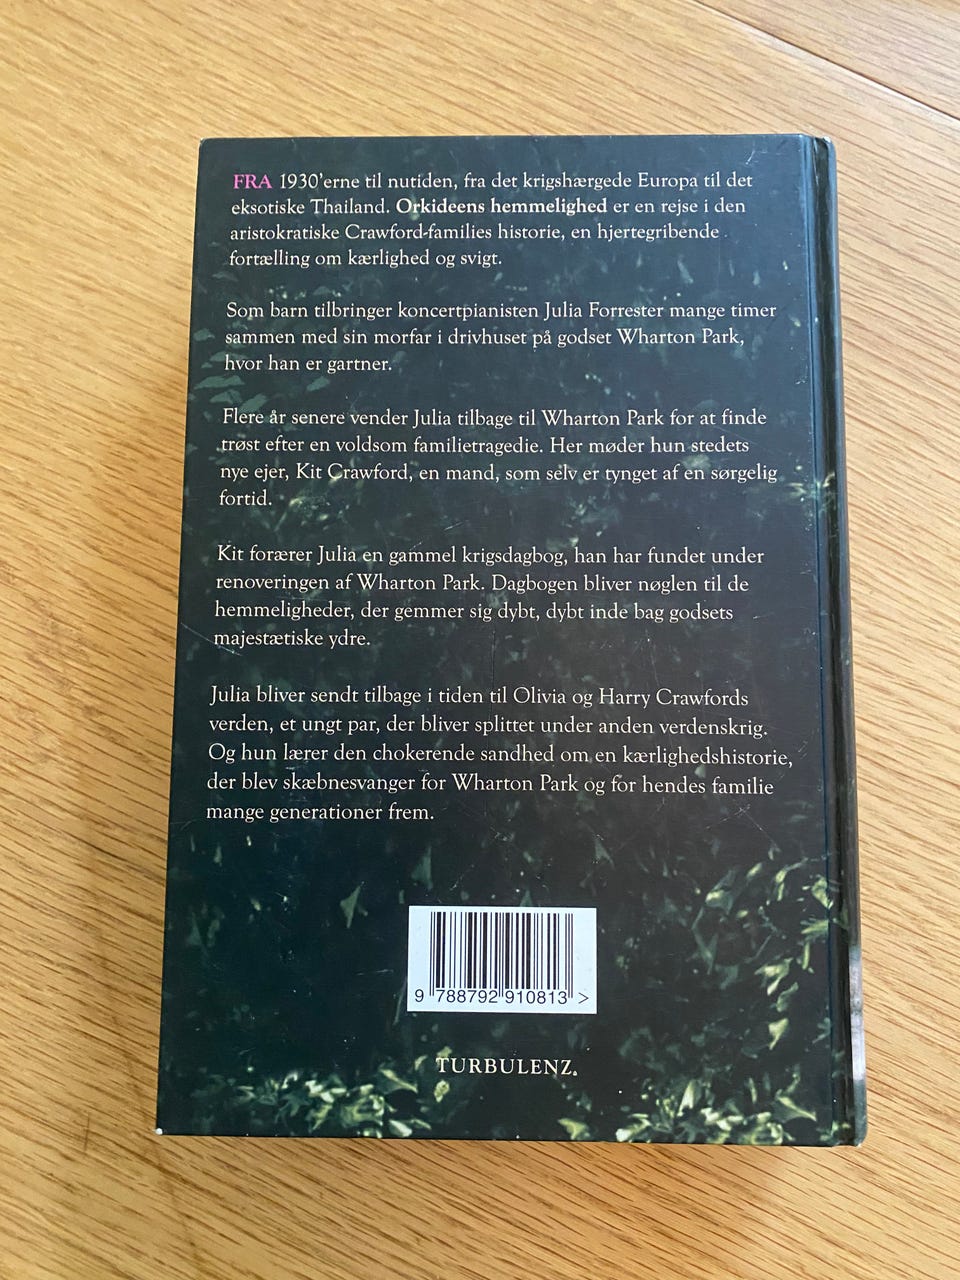 FRA 1930'erne til nutiden, fra det krigshærgede Europa til det
eksotiske Thailand. Orkideens hemmelighed er en rejse i den
aristokratiske Crawford-families historie, en hjertegribende
fortælling om kærlighed og svigt.
Som barn tilbringer koncertpianisten Julia Forrester mange timer
sammen med sin morfar i drivhuset på godset Wharton Park,
hvor han er gartner.
Flere år senere vender Julia tilbage til Wharton Park for at finde
trøst efter en voldsom familietragedie. Her møder hun stedets
nye ejer, Kit Crawford, en mand, som selv er tynget af en sørgelig
fortid.
Kit forærer Julia en gammel krigsdagbog, han har fundet under
renoveringen af Wharton Park. Dagbogen bliver nøglen til de
hemmeligheder, der gemmer sig dybt, dybt inde bag godsets
majestætiske ydre.
Julia bliver sendt tilbage i tiden til Olivia og Harry Crawfords
verden, et ungt par, der bliver splittet under anden verdenskrig.
Og hun lærer den chokerende sandhed om en kærlighedshistorie,
der blev skæbnesvanger for Wharton Park og for hendes familie
mange generationer frem.
9 788792 910813 >
TURBULENZ.